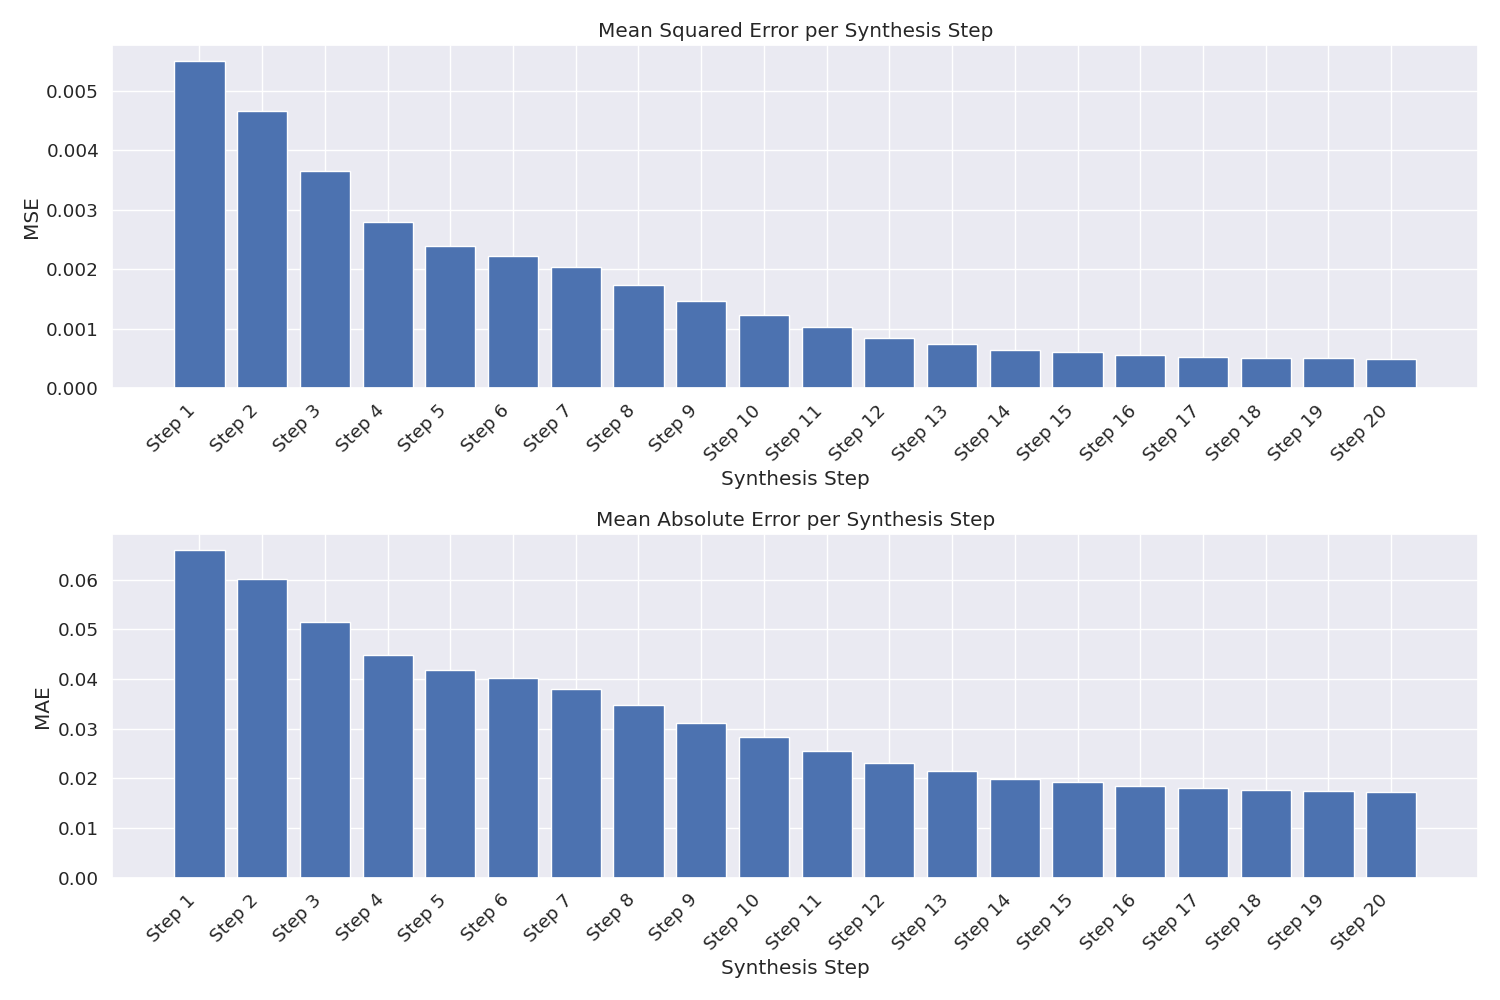 Mean Squared Error per Synthesis Step
MSE
0.005
0.004
0.003
0.002
0.001
0.000
Step 1
Step 2
Step 3
Step 4
Step 5
Step 6
Step 7
Step 8
Step 9
Step 10
Step 11
Step 12
Step 13
Step 14
Step 15
Step 16
Step 17
Step 18
Step 19
Step 20
Synthesis Step
Mean Absolute Error per Synthesis Step
MAE
0.06
0.05
0.04
0.03
0.02
0.01
0.00
Step 1
Step 2
Step 3
Step 4
Step 5
Step 6
Step 7
Step 8
Step 9
Step 10
Step 11
Step 12
Step 13
Step 14
Step 15
Step 16
Step 17
Step 18
Step 19
Step 20
Synthesis Step